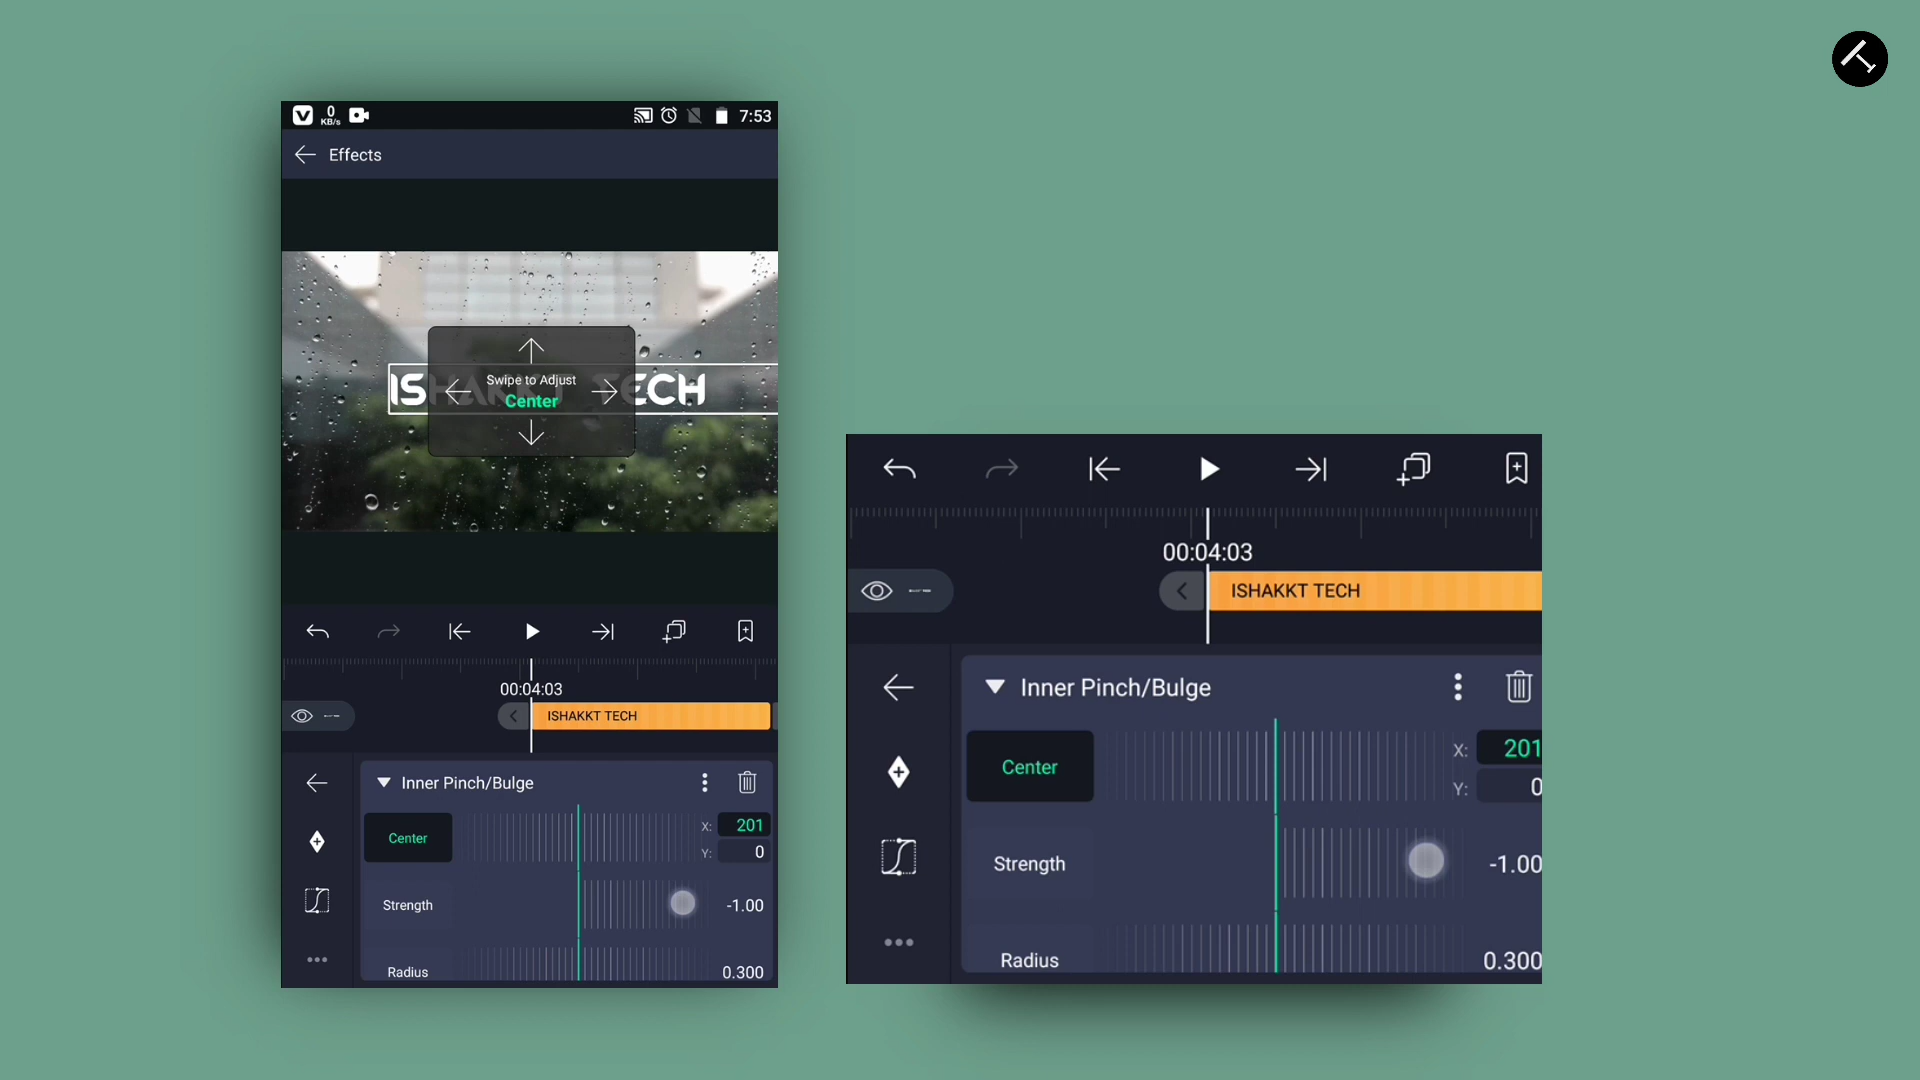 0
KB/s
7:53
Effects
ISHAKKT TECH
Swipe to Adjust
Center
00:04:03
ISHAKKT TECH
Inner Pinch/Bulge
Center
X: 201
Y: 0
Strength
-1.00
Radius
0.300
00:04:03
ISHAKKT TECH
Inner Pinch/Bulge
Center
X: 201
Y: 0
Strength
-1.00
Radius
0.300